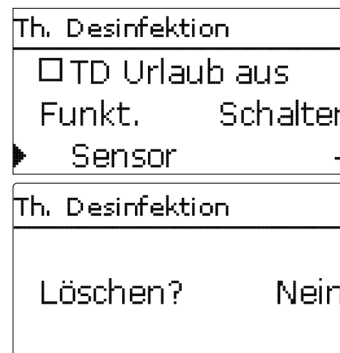 Th. Desinfektion
TD Urlaub aus
Funkt. Schalter
Sensor -
Th. Desinfektion
Löschen? Nein